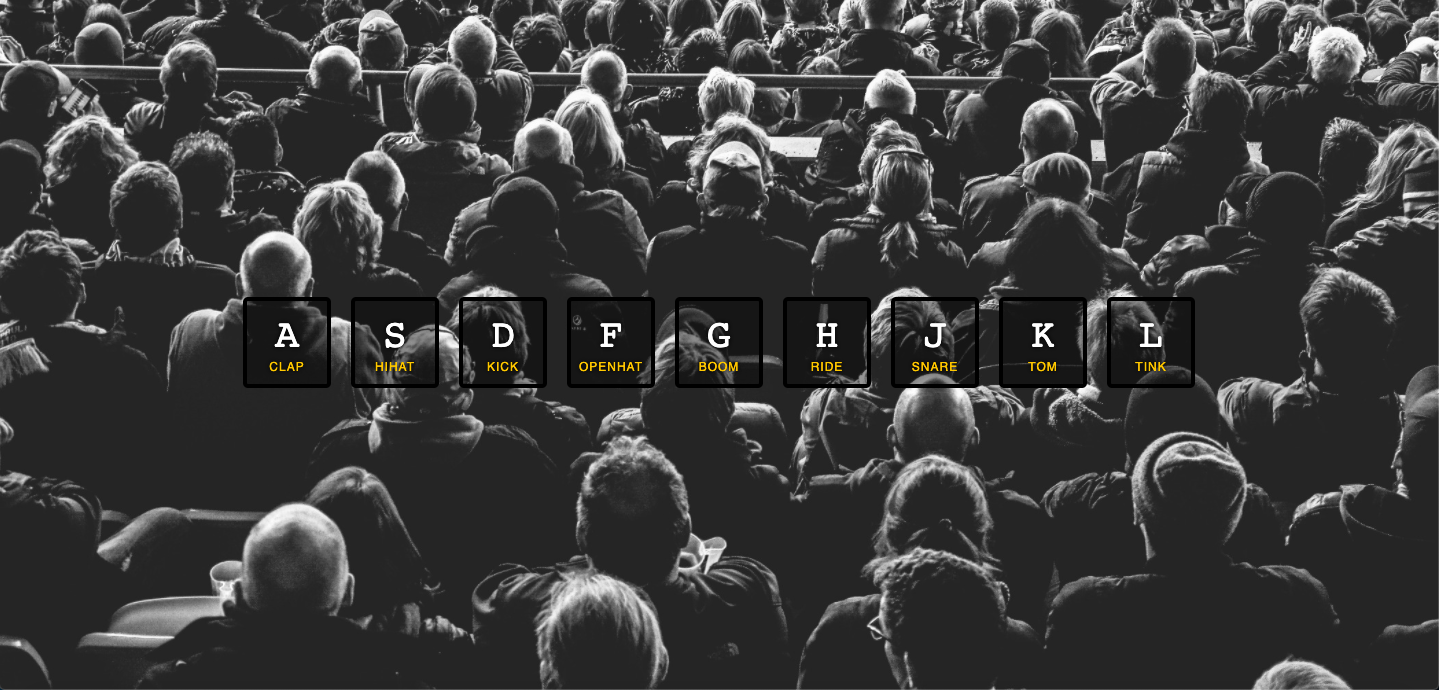 A S D F G H J K L
CLAP HIHAT KICK OPENHAT BOOM RIDE SNARE TOM TINK